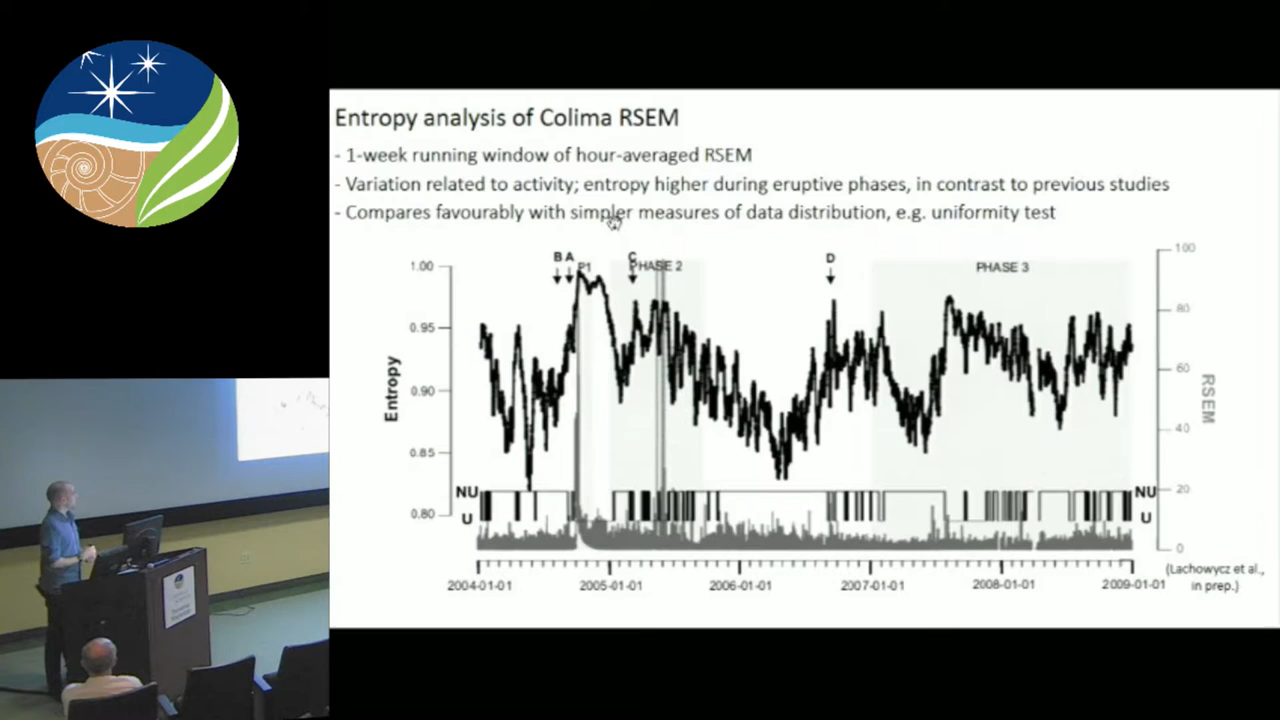 Entropy analysis of Colima RSEM
- 1-week running window of hour-averaged RSEM
- Variation related to activity; entropy higher during eruptive phases, in contrast to previous studies
- Compares favourably with simpler measures of data distribution, e.g. uniformity test
B A P1 C PHASE 2 D PHASE 3
1.00
0.95
0.90
0.85
0.80
Entropy
NU
U
100
80
60
40
20
0
RSEM
NU
U
2004-01-01 2005-01-01 2006-01-01 2007-01-01 2008-01-01 2009-01-01
(Lachowycz et al.,
in prep.)